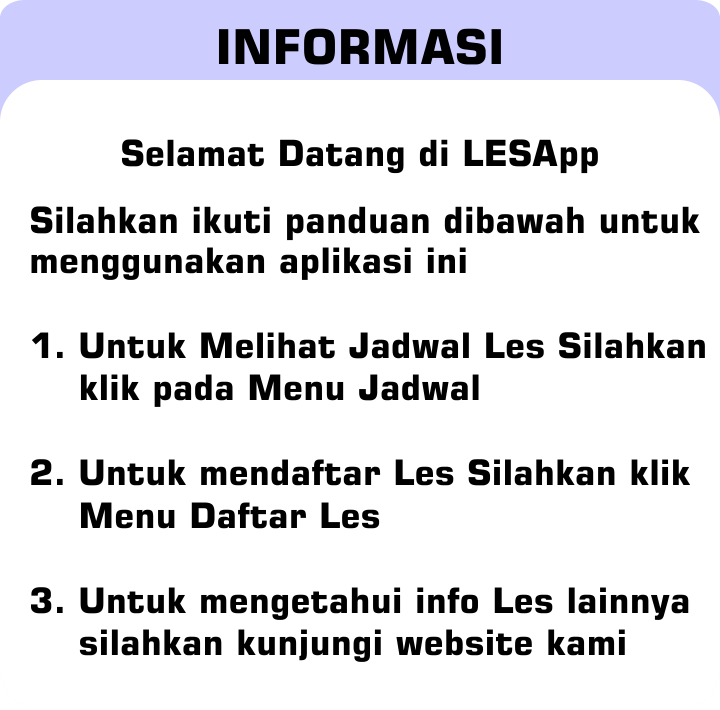 INFORMASI
Selamat Datang di LESApp
Silahkan ikuti panduan dibawah untuk
menggunakan aplikasi ini
1. Untuk Melihat Jadwal Les Silahkan
klik pada Menu Jadwal
2. Untuk mendaftar Les Silahkan klik
Menu Daftar Les
3. Untuk mengetahui info Les lainnya
silahkan kunjungi website kami